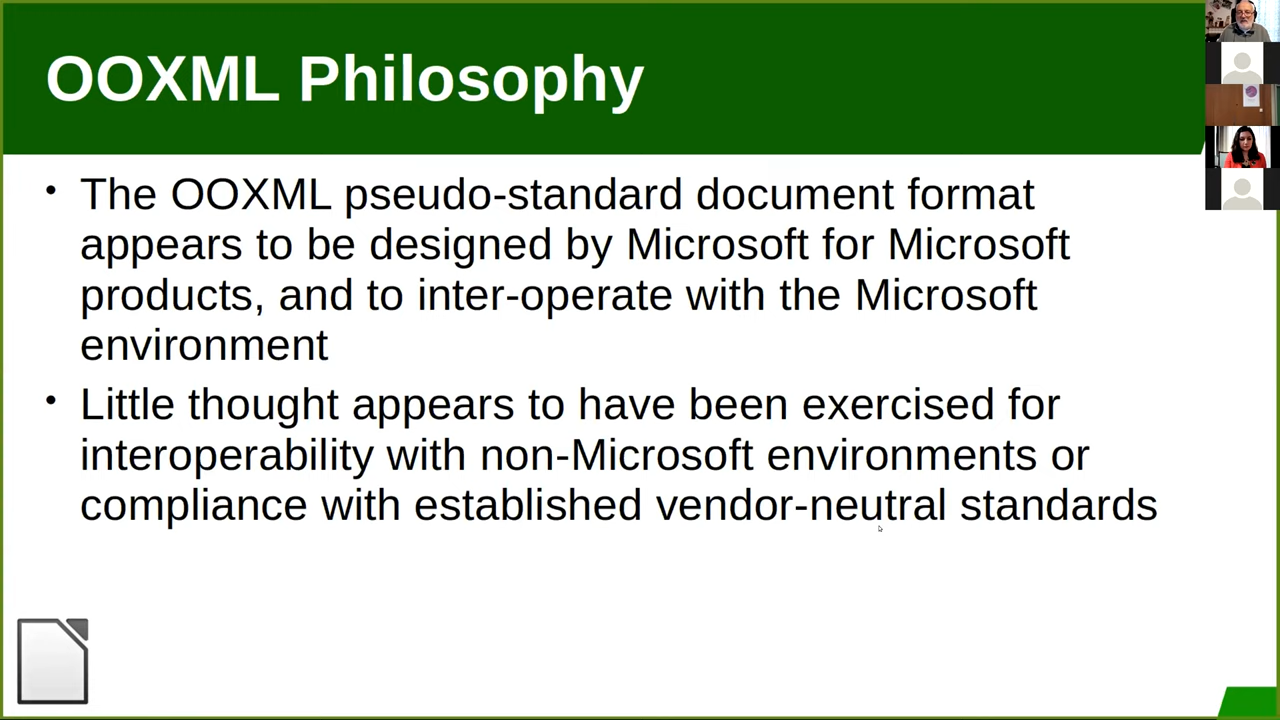 OOXML Philosophy
• The OOXML pseudo-standard document format
appears to be designed by Microsoft for Microsoft
products, and to inter-operate with the Microsoft
environment
• Little thought appears to have been exercised for
interoperability with non-Microsoft environments or
compliance with established vendor-neutral standards